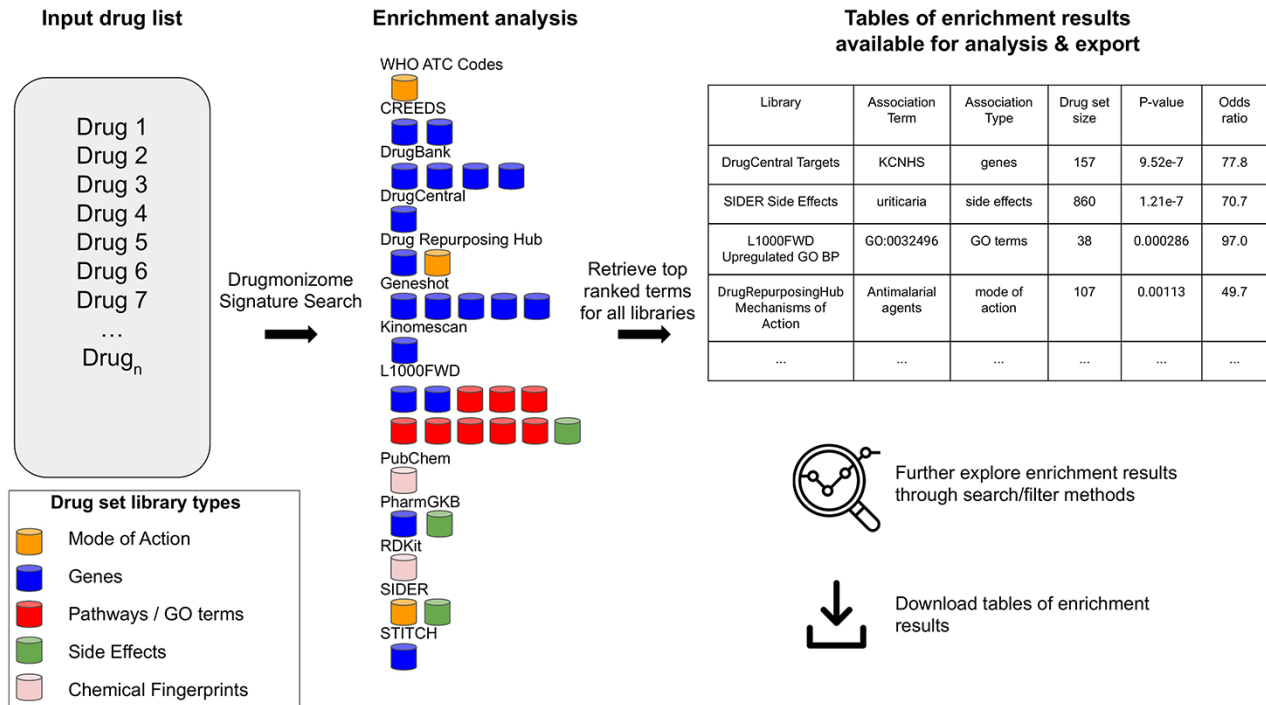 Input drug list
Drug 1
Drug 2
Drug 3
Drug 4
Drug 5
Drug 6
Drug 7
...
Drugn
Drug set library types
Mode of Action
Genes
Pathways / GO terms
Side Effects
Chemical Fingerprints
Drugmonizome
Signature Search
Enrichment analysis
WHO ATC Codes
CREEDS
DrugBank
DrugCentral
Drug Repurposing Hub
Geneshot
Kinomescan
L1000FWD
PubChem
PharmGKB
RDKit
SIDER
STITCH
Retrieve top
ranked terms
for all libraries
Tables of enrichment results
available for analysis & export
Library
Association
Term
Association
Type
Drug set
size
P-value
Odds
ratio
DrugCentral Targets
KCNHS
genes
157
9.52e-7
77.8
SIDER Side Effects
uriticaria
side effects
860
1.21e-7
70.7
L1000FWD
Upregulated GO BP
GO:0032496
GO terms
38
0.000286
97.0
DrugRepurposingHub
Mechanisms of
Action
Antimalarial
agents
mode of
action
107
0.00113
49.7
...
...
...
...
...
...
Further explore enrichment results
through search/filter methods
Download tables of enrichment
results